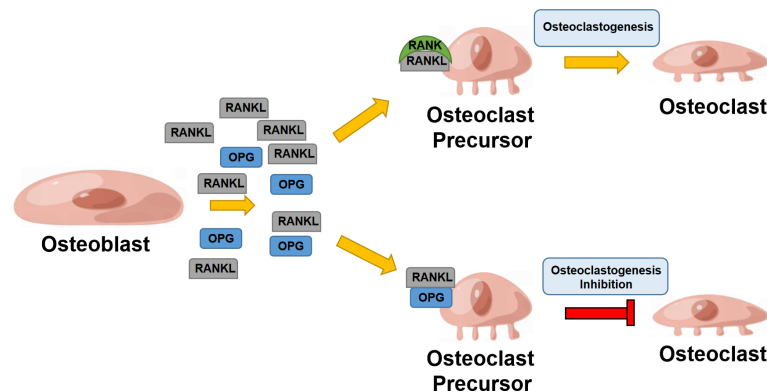 RANK
RANKL
Osteoclastogenesis
Osteoclast
Precursor
Osteoclast
RANKL
RANKL
RANKL
OPG
RANKL
RANKL
OPG
RANKL
OPG
OPG
RANKL
Osteoblast
RANKL
OPG
Osteoclastogenesis
Inhibition
Osteoclast
Precursor
Osteoclast